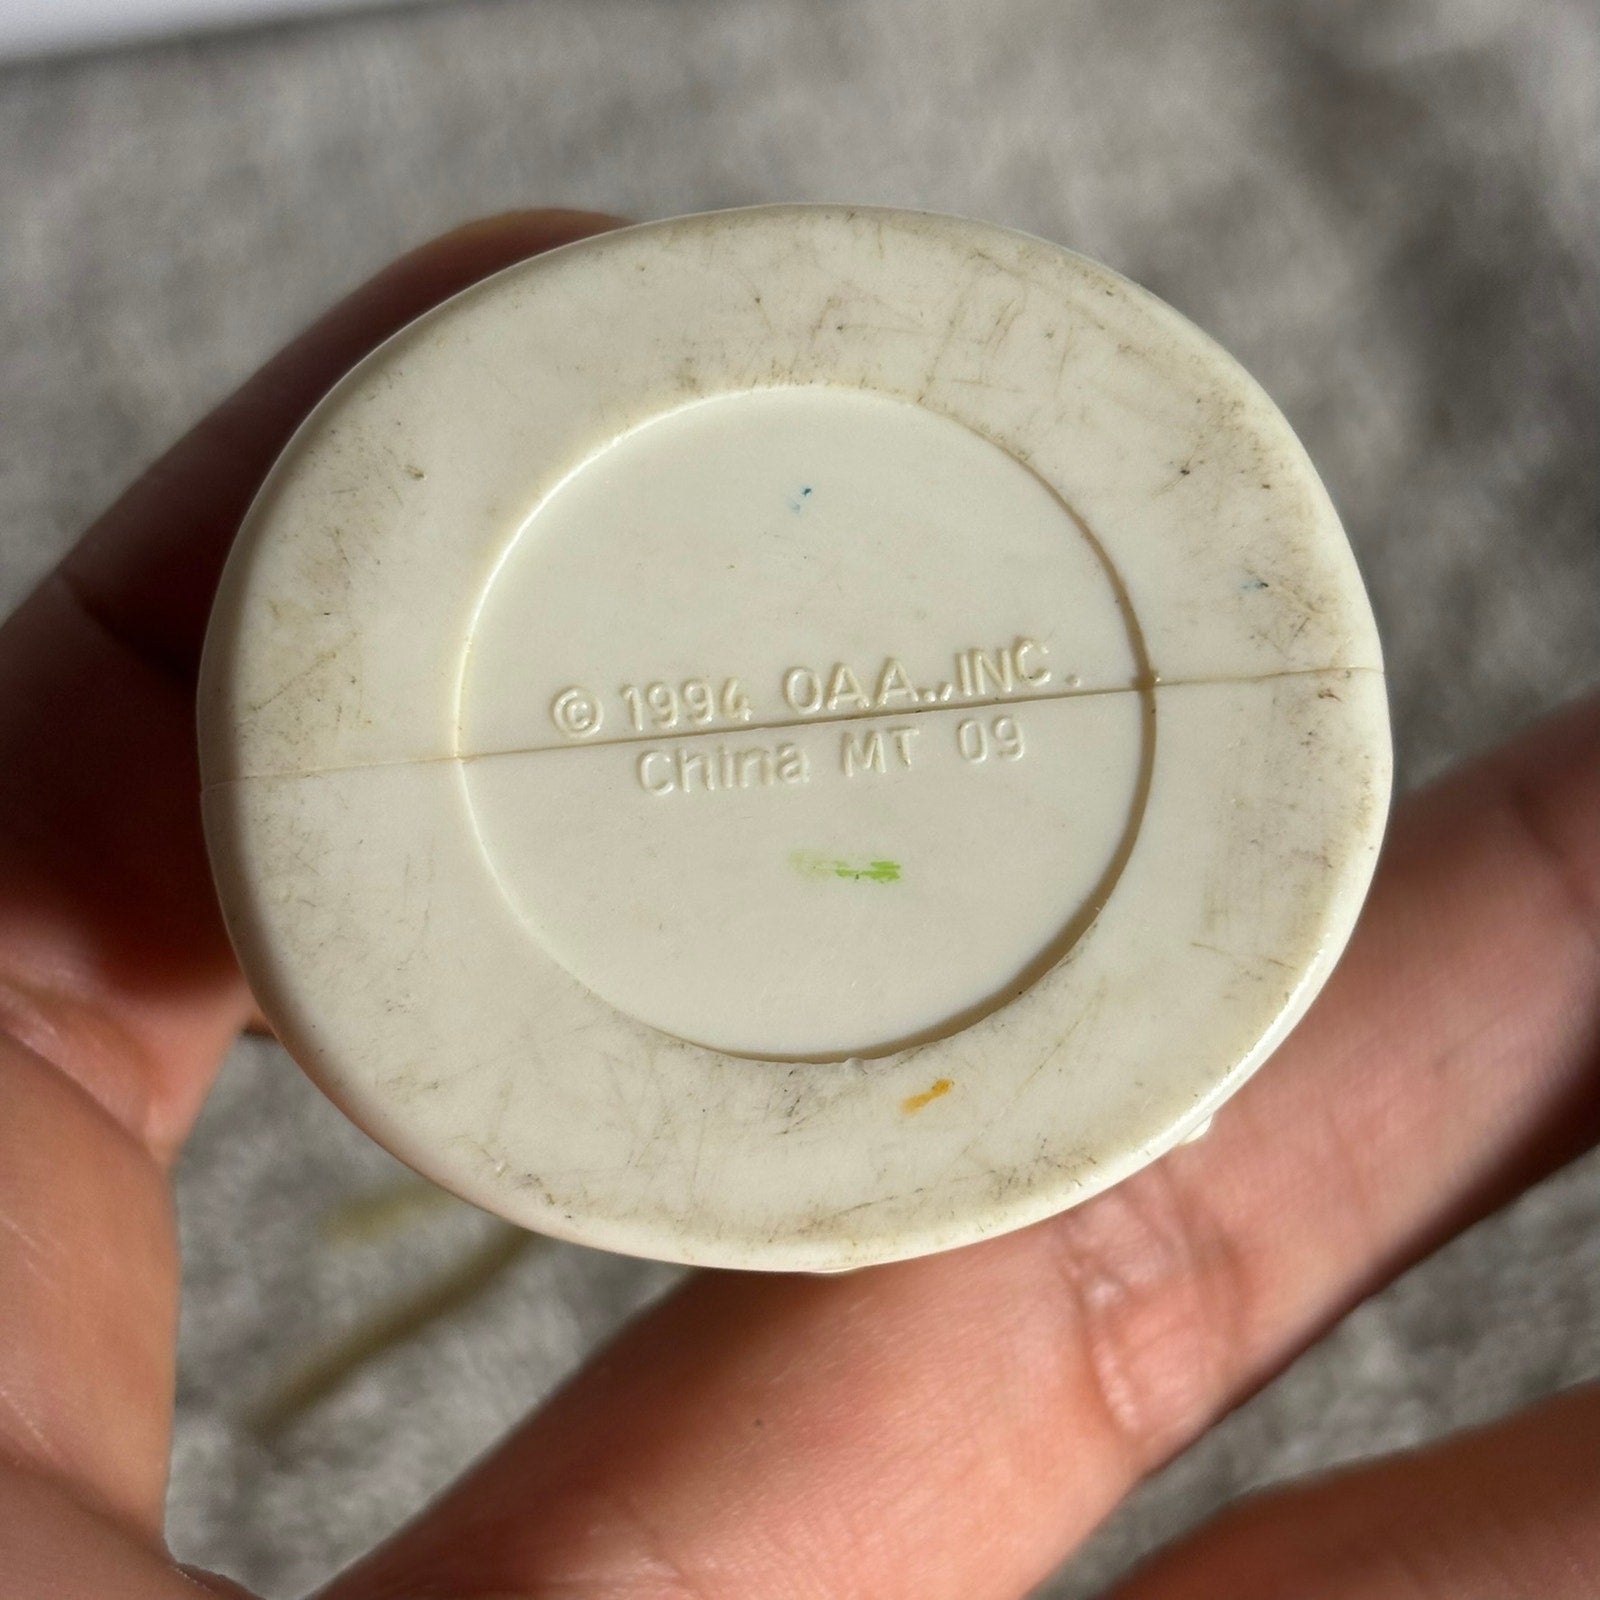 © 1994 OAA., INC.
China MT 09